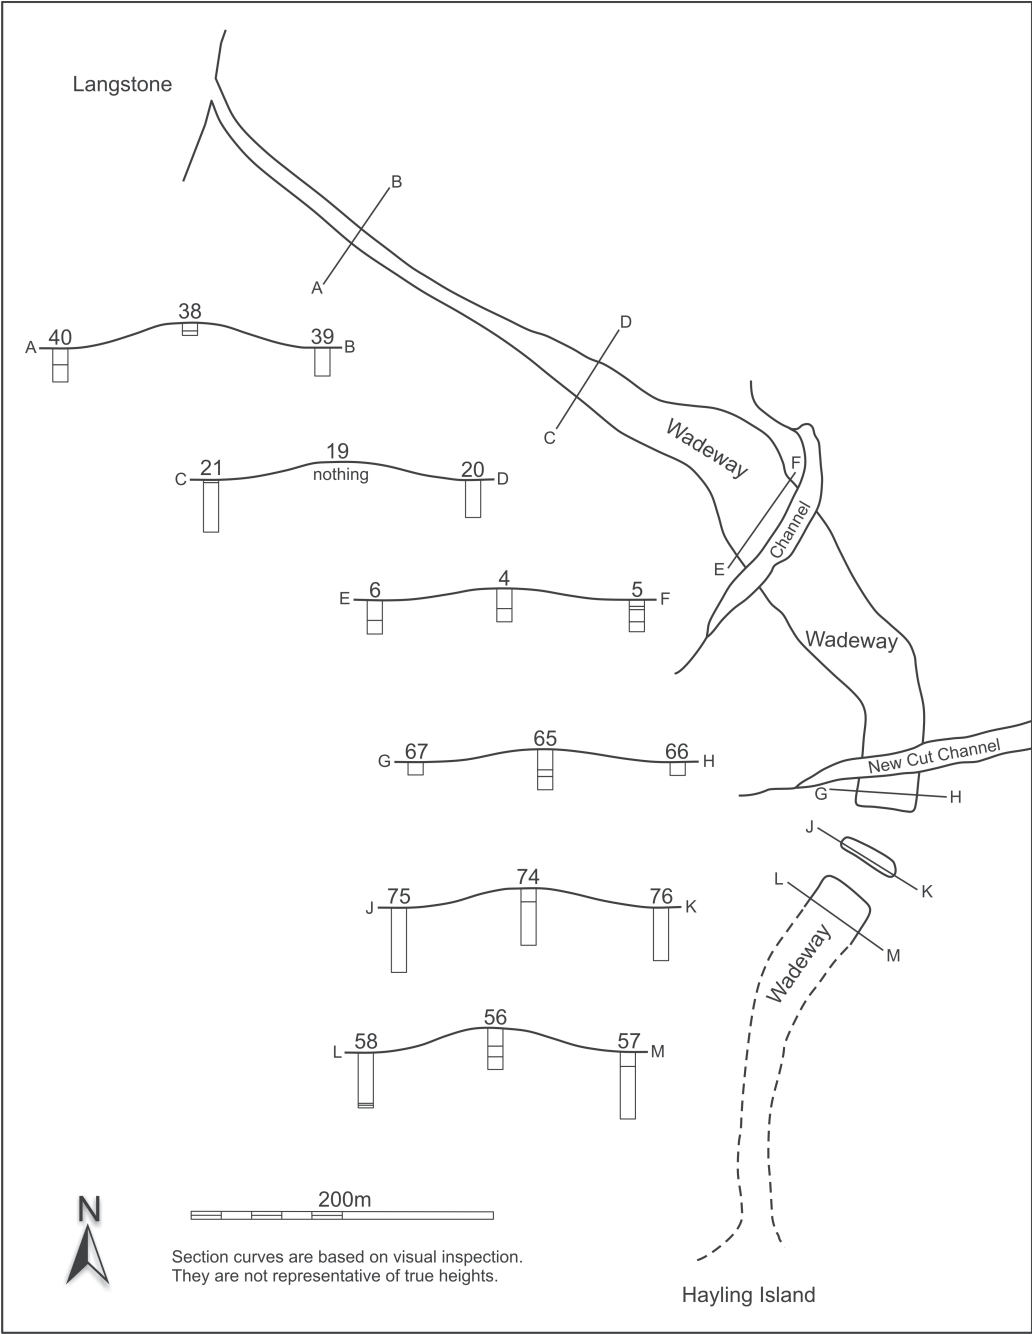 Langstone
B
A
38
40
39
A
B
D
C
Wadeway
19
21
20
nothing
C
D
F
Channel
E
4
6
5
E
F
Wadeway
65
67
66
G
H
New Cut Channel
G
H
J
K
L
M
Wadeway
74
75
76
J
K
56
58
57
L
M
200m
N
Section curves are based on visual inspection.
They are not representative of true heights.
Hayling Island